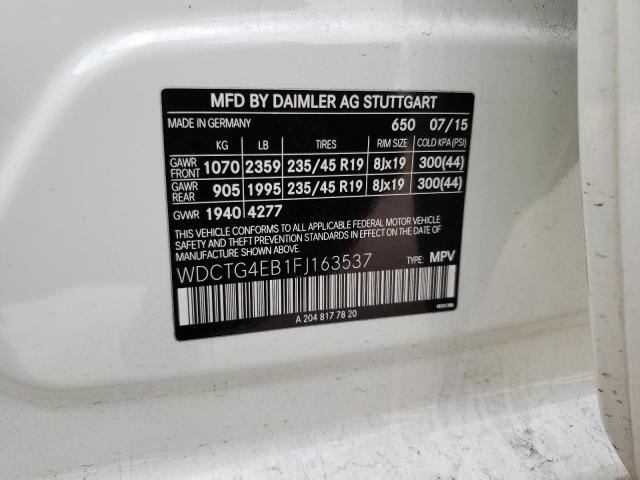 MFD BY DAIMLER AG STUTTGART
MADE IN GERMANY 650 07/15
KG LB TIRES RIM SIZE COLD KPA (PSI)
GAWR FRONT 1070 2359 235/45 R19 8Jx19 300(44)
GAWR REAR 905 1995 235/45 R19 8Jx19 300(44)
GVWR 1940 4277
THIS VEHICLE CONFORMS TO ALL APPLICABLE FEDERAL MOTOR VEHICLE
SAFETY, BUMPER, AND THEFT PREVENTION STANDARDS IN
EFFECT ON THE DATE OF MANUFACTURE SHOWN ABOVE.
WDCTG4EB1FJ163537 TYPE: MPV
A 204 817 78 20